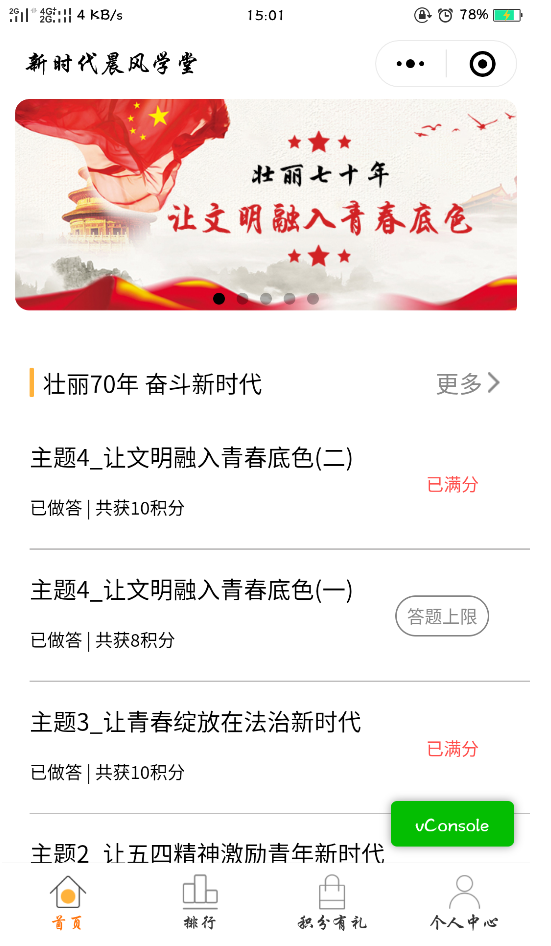 2G 4G 2G 4 KB/s 15:01 78%
新时代晨风学堂
壮丽七十年
让文明融入青春底色
壮丽70年 奋斗新时代 更多
主题4_让文明融入青春底色(二)
已满分
已做答 | 共获10积分
主题4_让文明融入青春底色(一)
答题上限
已做答 | 共获8积分
主题3_让青春绽放在法治新时代
已满分
已做答 | 共获10积分
vConsole
主题2_让五四精神激励青年新时代
首页 排行 积分有礼 个人中心